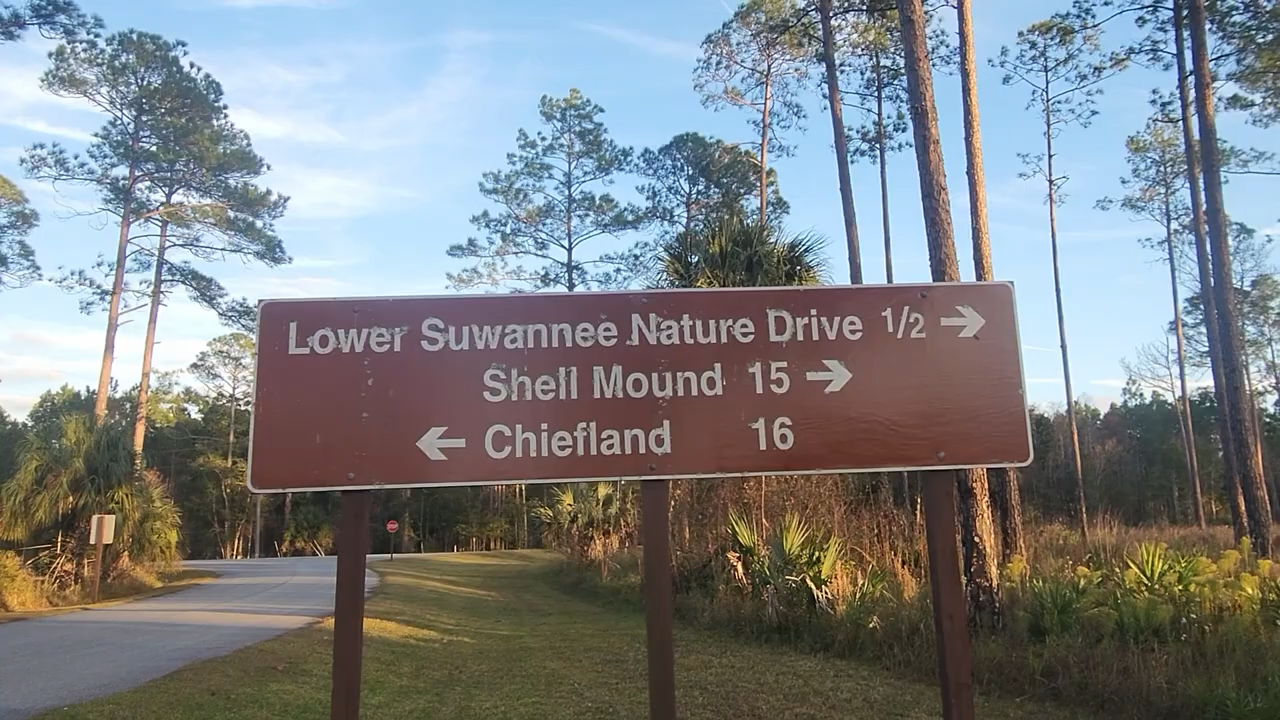 Lower Suwannee Nature Drive 1/2 →
Shell Mound 15 →
← Chiefland 16